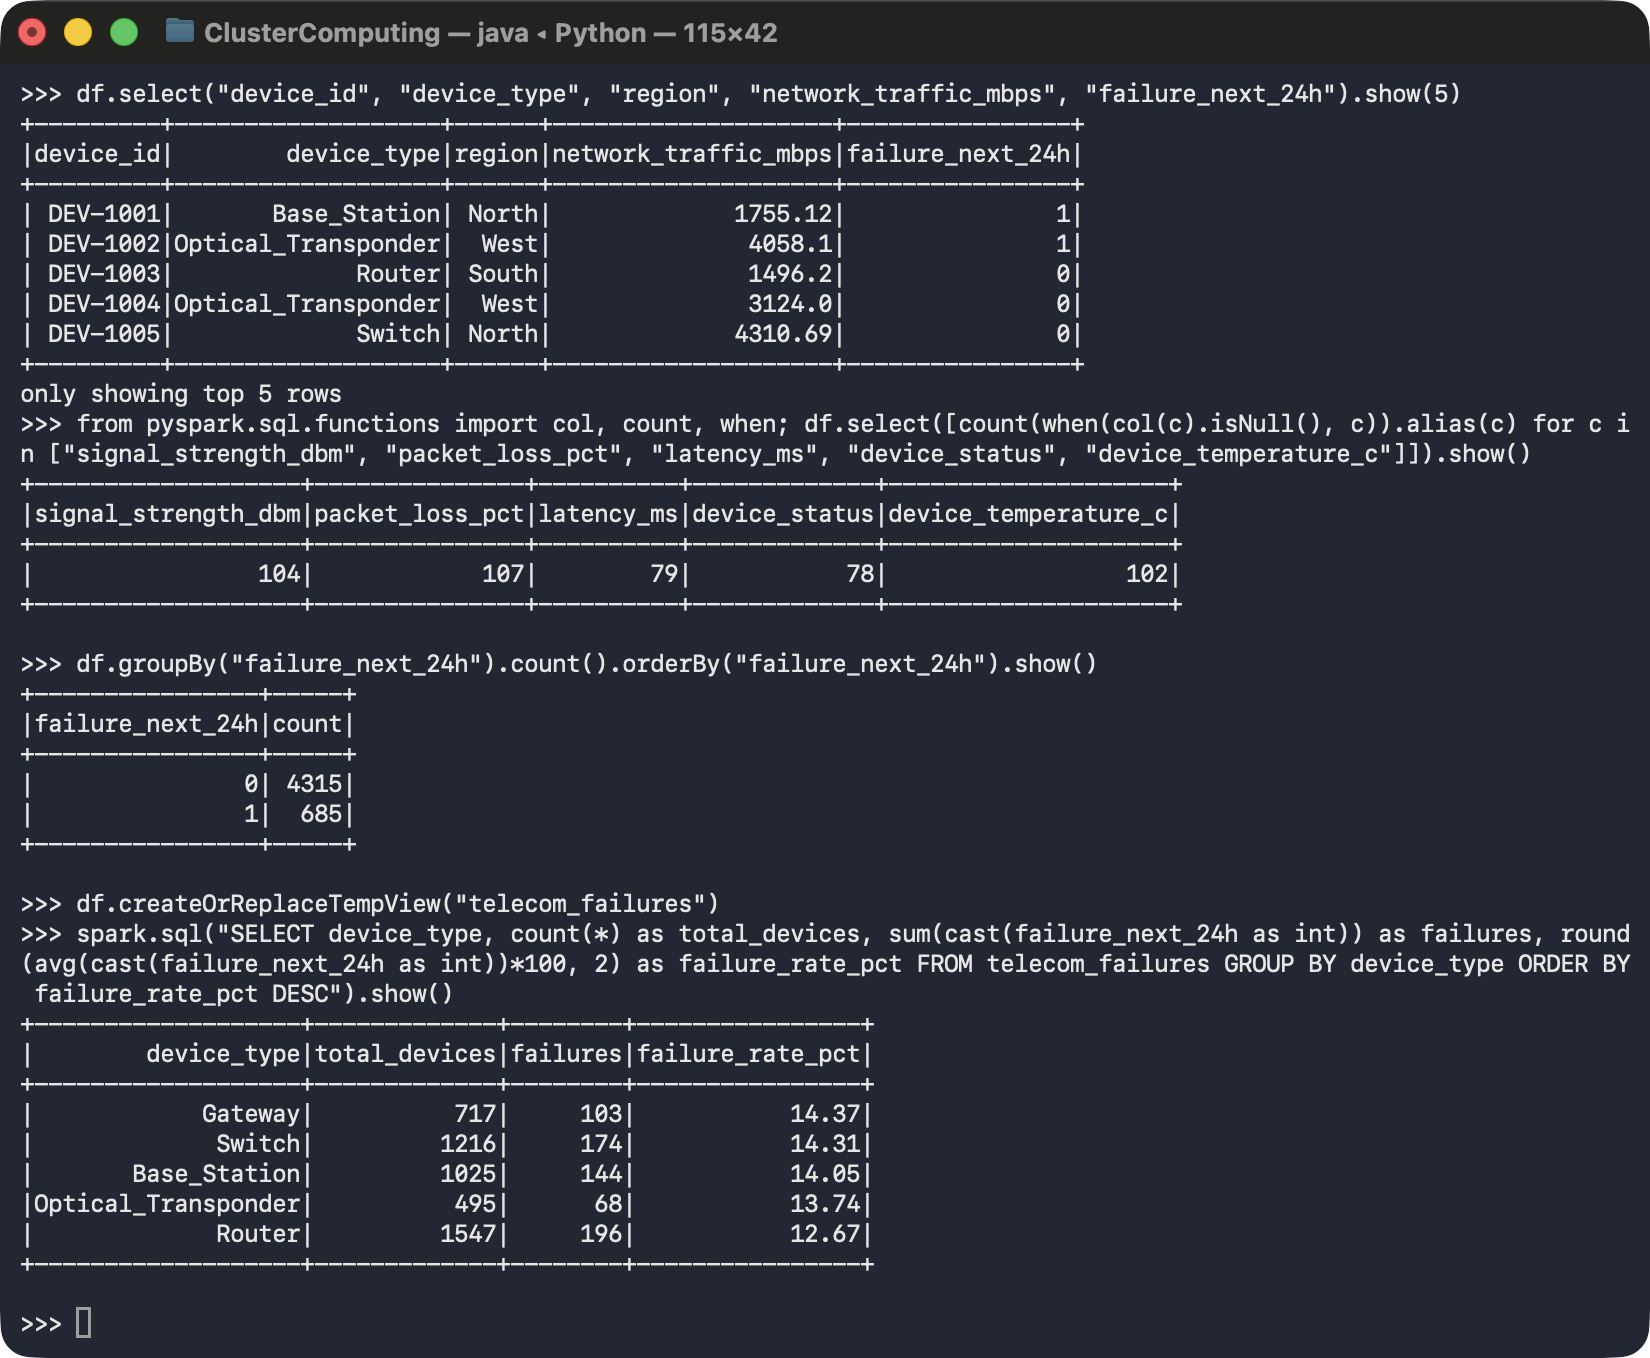 ClusterComputing — java ◂ Python — 115×42
>>> df.select("device_id", "device_type", "region", "network_traffic_mbps", "failure_next_24h").show(5)
+---------+-------------------+------+--------------------+----------------+
|device_id|        device_type|region|network_traffic_mbps|failure_next_24h|
+---------+-------------------+------+--------------------+----------------+
| DEV-1001|       Base_Station| North|             1755.12|               1|
| DEV-1002|Optical_Transponder|  West|              4058.1|               1|
| DEV-1003|             Router| South|              1496.2|               0|
| DEV-1004|Optical_Transponder|  West|              3124.0|               0|
| DEV-1005|             Switch| North|             4310.69|               0|
+---------+-------------------+------+--------------------+----------------+
only showing top 5 rows
>>> from pyspark.sql.functions import col, count, when; df.select([count(when(col(c).isNull(), c)).alias(c) for c i
n ["signal_strength_dbm", "packet_loss_pct", "latency_ms", "device_status", "device_temperature_c"]]).show()
+-------------------+---------------+----------+-------------+--------------------+
|signal_strength_dbm|packet_loss_pct|latency_ms|device_status|device_temperature_c|
+-------------------+---------------+----------+-------------+--------------------+
|                104|            107|        79|           78|                 102|
+-------------------+---------------+----------+-------------+--------------------+
>>> df.groupBy("failure_next_24h").count().orderBy("failure_next_24h").show()
+----------------+-----+
|failure_next_24h|count|
+----------------+-----+
|               0| 4315|
|               1|  685|
+----------------+-----+
>>> df.createOrReplaceTempView("telecom_failures")
>>> spark.sql("SELECT device_type, count(*) as total_devices, sum(cast(failure_next_24h as int)) as failures, round
(avg(cast(failure_next_24h as int))*100, 2) as failure_rate_pct FROM telecom_failures GROUP BY device_type ORDER BY
 failure_rate_pct DESC").show()
+-------------------+-------------+--------+----------------+
|        device_type|total_devices|failures|failure_rate_pct|
+-------------------+-------------+--------+----------------+
|            Gateway|          717|     103|           14.37|
|             Switch|         1216|     174|           14.31|
|       Base_Station|         1025|     144|           14.05|
|Optical_Transponder|          495|      68|           13.74|
|             Router|         1547|     196|           12.67|
+-------------------+-------------+--------+----------------+
>>>